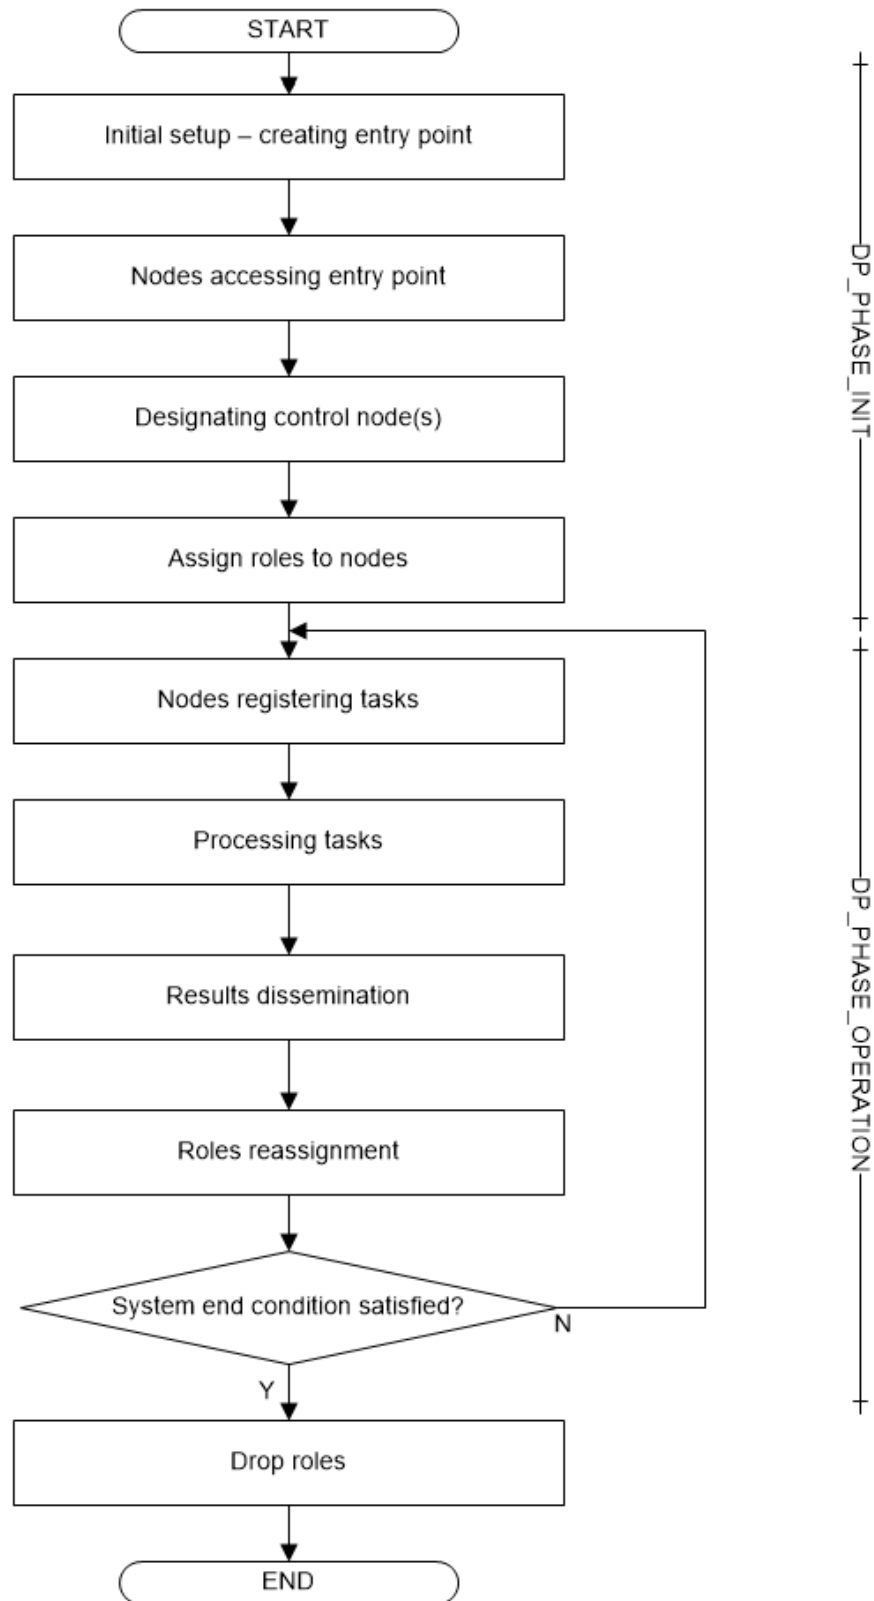 START
Initial setup – creating entry point
Nodes accessing entry point
DP_PHASE_INIT
Designating control node(s)
Assign roles to nodes
Nodes registering tasks
Processing tasks
Results dissemination
DP_PHASE_OPERATION
Roles reassignment
System end condition satisfied?
N
Y
Drop roles
END